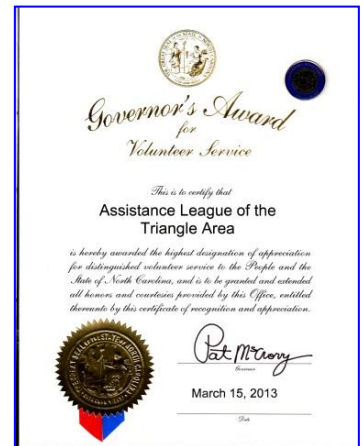 Governor's Award
for
Volunteer Service
This is to certify that
Assistance League of the
Triangle Area
is hereby awarded the highest designation of appreciation
for distinguished volunteer service to the People and the
State of North Carolina, and is to be granted and extended
all honors and courtesies provided by this Office, entitled
thereunto by this certificate of recognition and appreciation.
Pat McCrory
Governor
March 15, 2013
Date